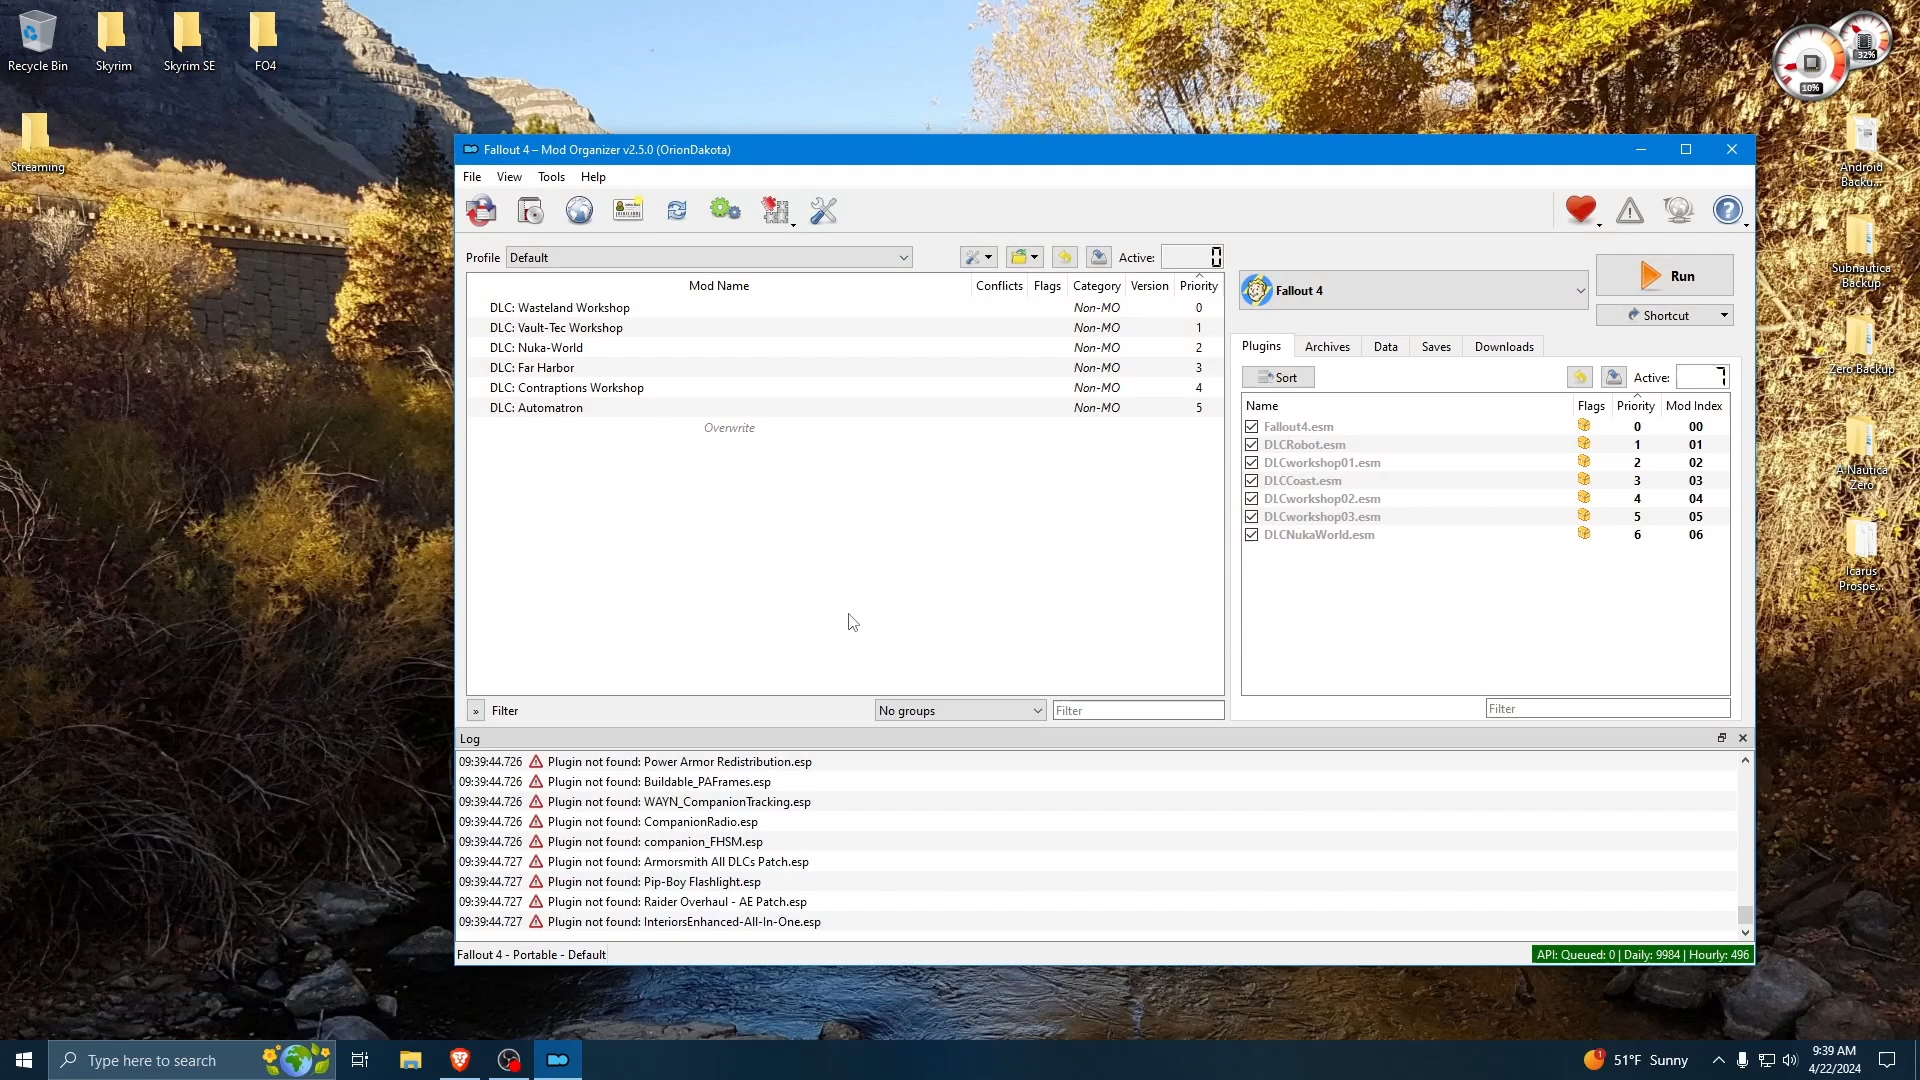 Recycle Bin
Skyrim
Skyrim SE
FO4
Streaming
32%
10%
Android
Backu...
Subnautica
Backup
Zero Backup
A Nautica
Zero
Icarus
Prospe...
Fallout 4 – Mod Organizer v2.5.0 (OrionDakota)
File View Tools Help
Profile Default Active: 0
Mod Name Conflicts Flags Category Version Priority
DLC: Wasteland Workshop Non-MO 0
DLC: Vault-Tec Workshop Non-MO 1
DLC: Nuka-World Non-MO 2
DLC: Far Harbor Non-MO 3
DLC: Contraptions Workshop Non-MO 4
DLC: Automatron Non-MO 5
Overwrite
» Filter No groups Filter
Fallout 4
Run
Shortcut
Plugins Archives Data Saves Downloads
Sort Active: 7
Name Flags Priority Mod Index
Fallout4.esm 0 00
DLCRobot.esm 1 01
DLCworkshop01.esm 2 02
DLCCoast.esm 3 03
DLCworkshop02.esm 4 04
DLCworkshop03.esm 5 05
DLCNukaWorld.esm 6 06
Filter
Log
09:39:44.726 Plugin not found: Power Armor Redistribution.esp
09:39:44.726 Plugin not found: Buildable_PAFrames.esp
09:39:44.726 Plugin not found: WAYN_CompanionTracking.esp
09:39:44.726 Plugin not found: CompanionRadio.esp
09:39:44.726 Plugin not found: companion_FHSM.esp
09:39:44.727 Plugin not found: Armorsmith All DLCs Patch.esp
09:39:44.727 Plugin not found: Pip-Boy Flashlight.esp
09:39:44.727 Plugin not found: Raider Overhaul - AE Patch.esp
09:39:44.727 Plugin not found: InteriorsEnhanced-All-In-One.esp
Fallout 4 - Portable - Default
API: Queued: 0 | Daily: 9984 | Hourly: 496
Type here to search
1
51°F Sunny
9:39 AM
4/22/2024